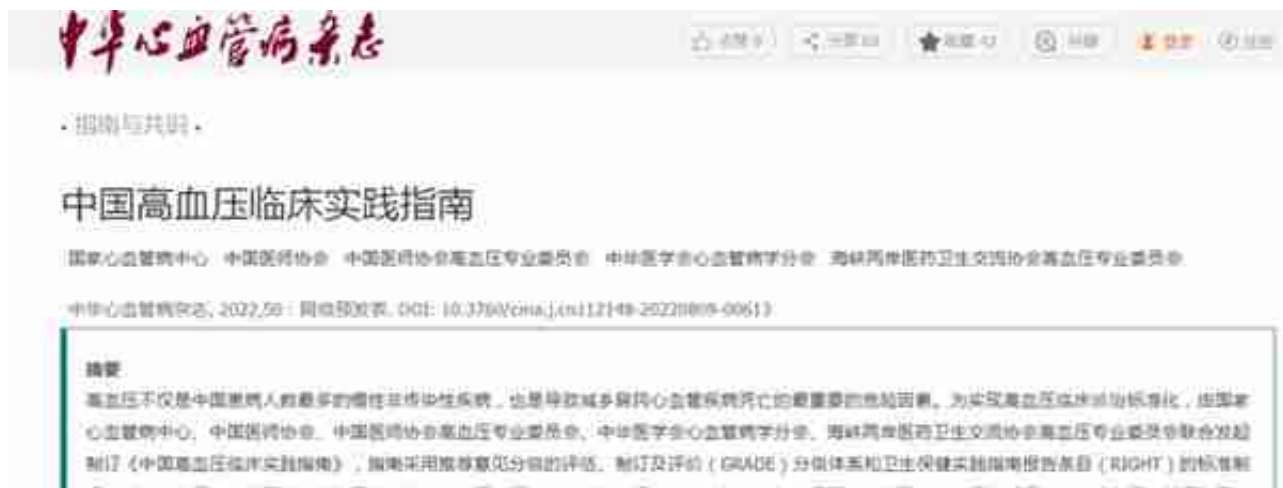 中华心血管病杂志
·指南与共识·
中国高血压临床实践指南
国家心血管病中心 中国医师协会 中国医师协会高血压专业委员会 中华医学会心血管病学分会 海峡两岸医药卫生交流协会高血压专业委员会
中华心血管病杂志, 2022,50 : 网络预发表. DOI: 10.3760/cma.j.cn112148-20220809-00613
摘要
高血压不仅是中国患病人数最多的慢性非传染性疾病，也是导致城乡居民心血管疾病死亡的最重要的危险因素。为实现高血压临床诊治标准化，由国家
心血管病中心、中国医师协会、中国医师协会高血压专业委员会、中华医学会心血管病学分会、海峡两岸医药卫生交流协会高血压专业委员会联合发起
制订《中国高血压临床实践指南》，指南采用推荐意见分级的评估、制订及评价（GRADE）分级体系和卫生保健实践指南报告条目（RIGHT）的标准制